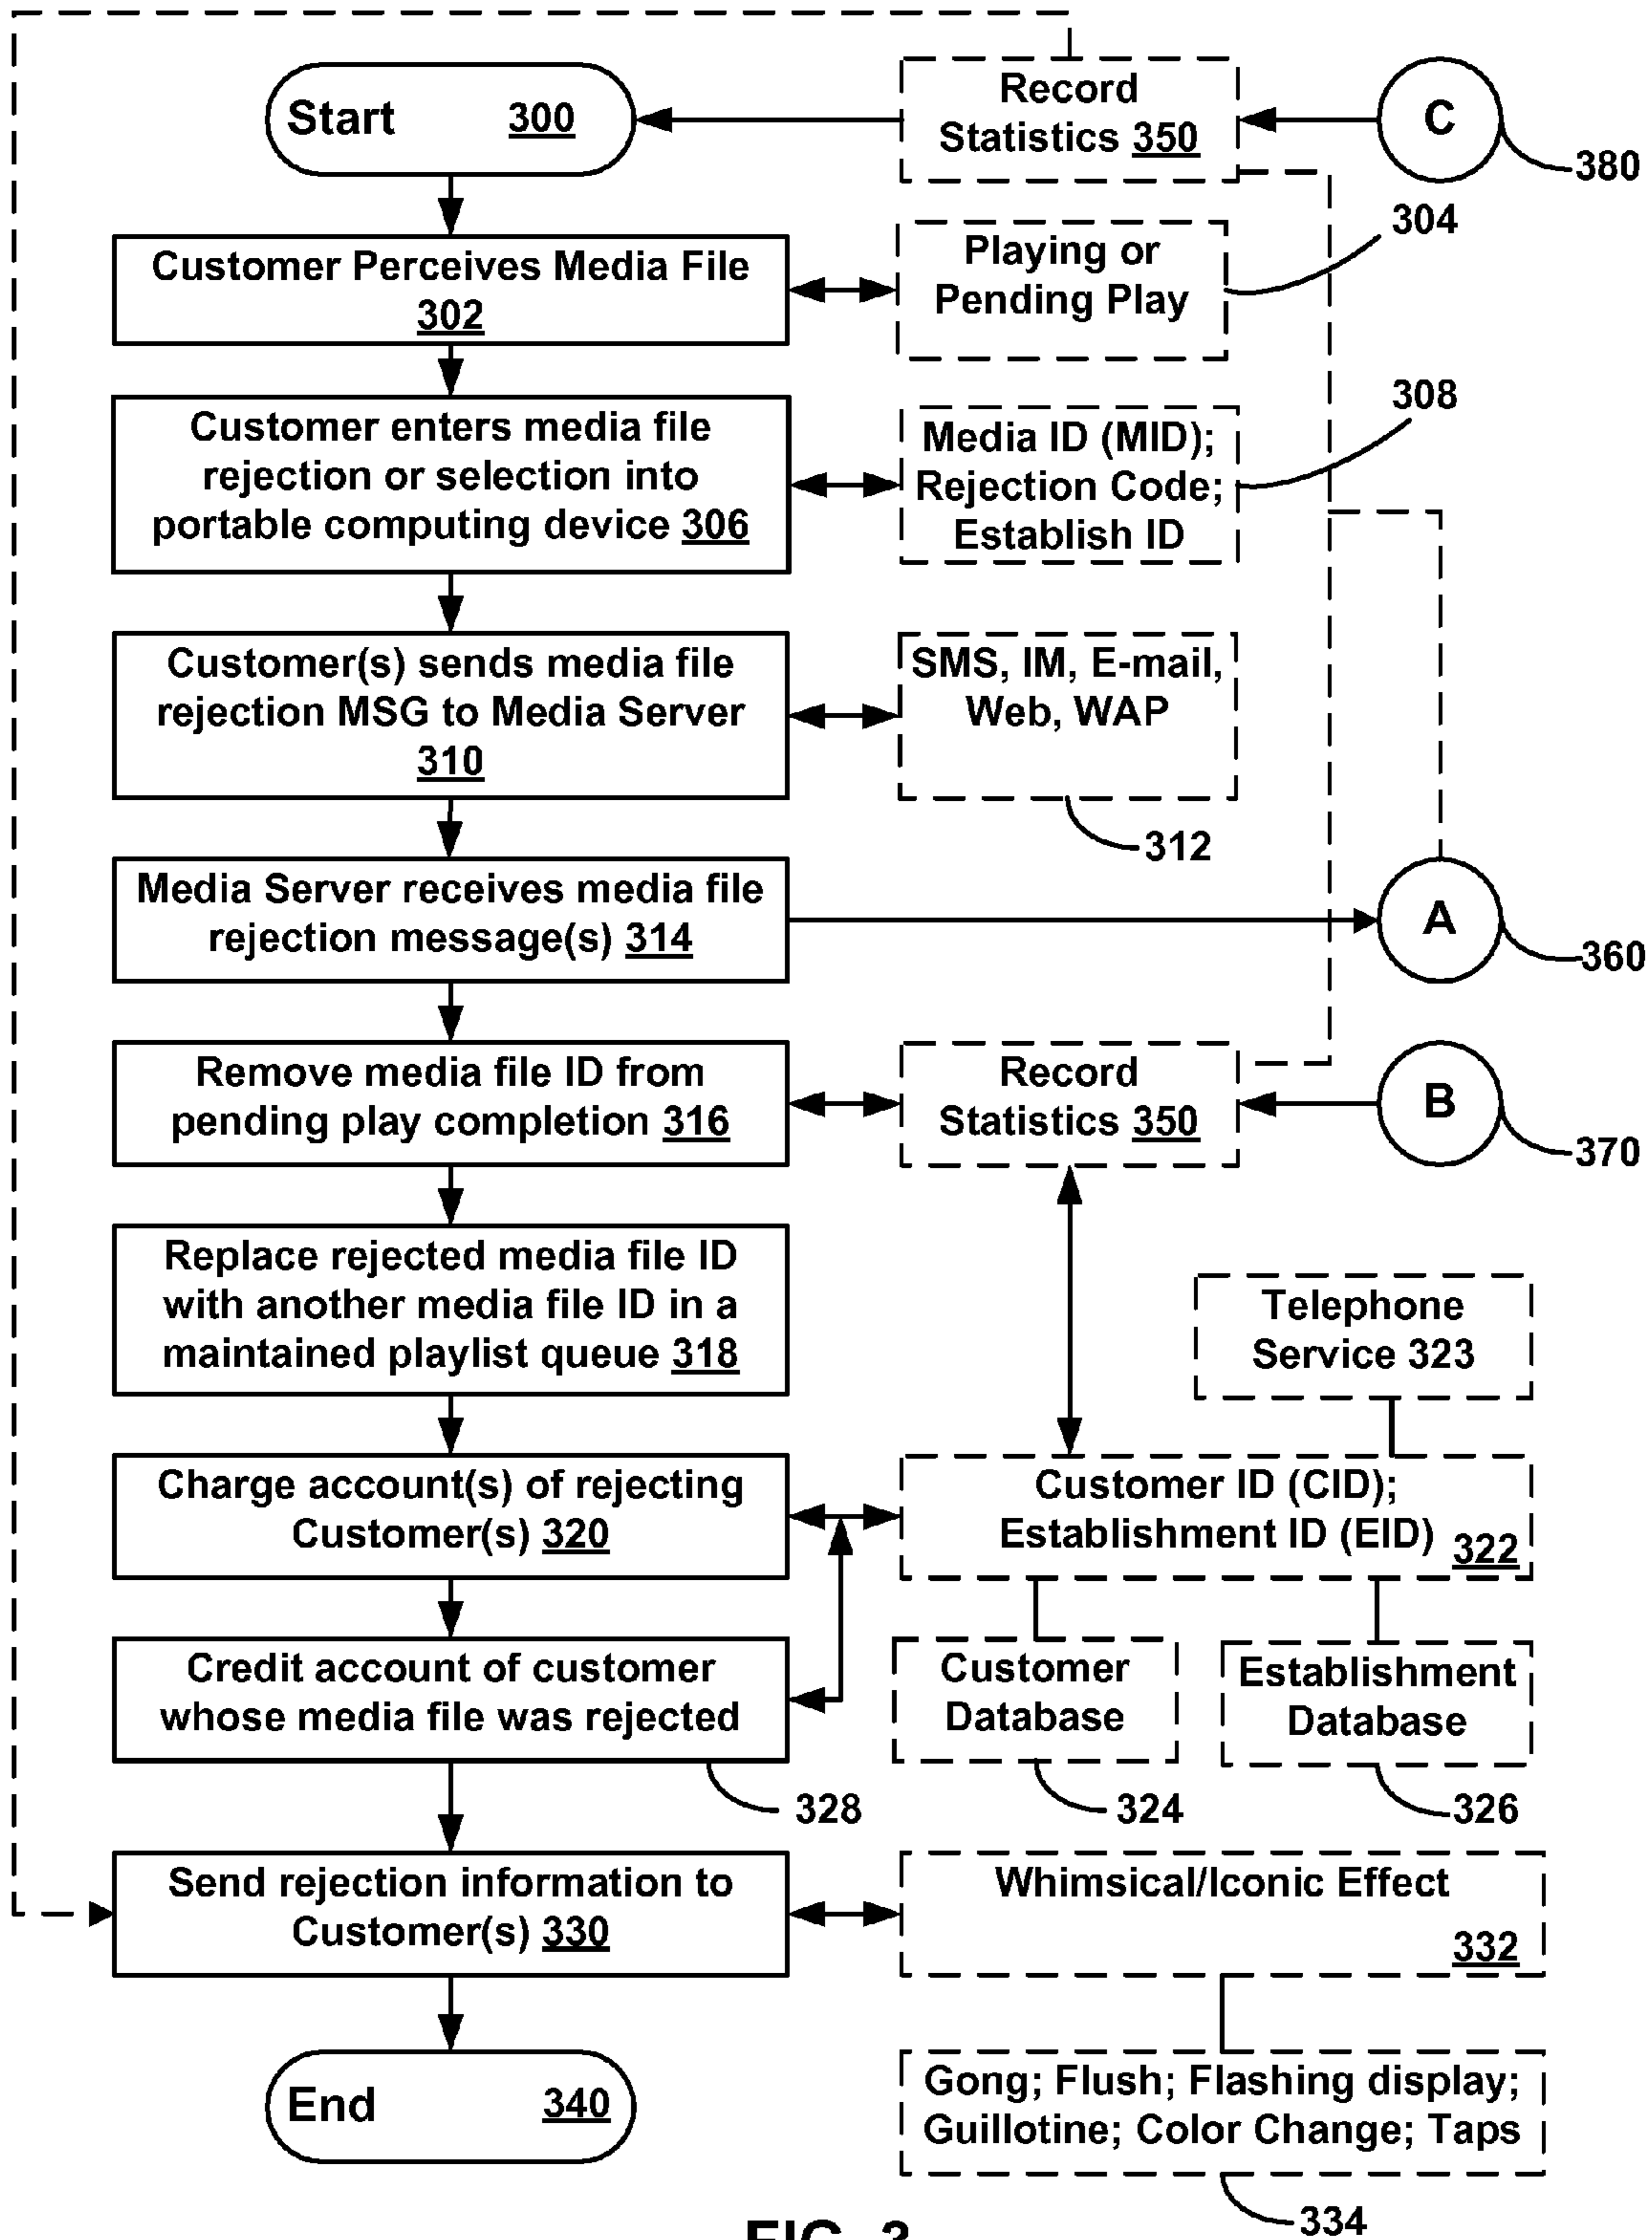 Start 300
Record
Statistics 350
C
380
Customer Perceives Media File
302
Playing or
Pending Play
304
Customer enters media file
rejection or selection into
portable computing device 306
Media ID (MID);
Rejection Code;
Establish ID
308
Customer(s) sends media file
rejection MSG to Media Server
310
SMS, IM, E-mail,
Web, WAP
312
Media Server receives media file
rejection message(s) 314
A
360
Remove media file ID from
pending play completion 316
Record
Statistics 350
B
370
Replace rejected media file ID
with another media file ID in a
maintained playlist queue 318
Telephone
Service 323
Charge account(s) of rejecting
Customer(s) 320
Customer ID (CID);
Establishment ID (EID) 322
Credit account of customer
whose media file was rejected
328
Customer
Database
324
Establishment
Database
326
Send rejection information to
Customer(s) 330
Whimsical/Iconic Effect
332
End 340
Gong; Flush; Flashing display;
Guillotine; Color Change; Taps
334
FIG. 3